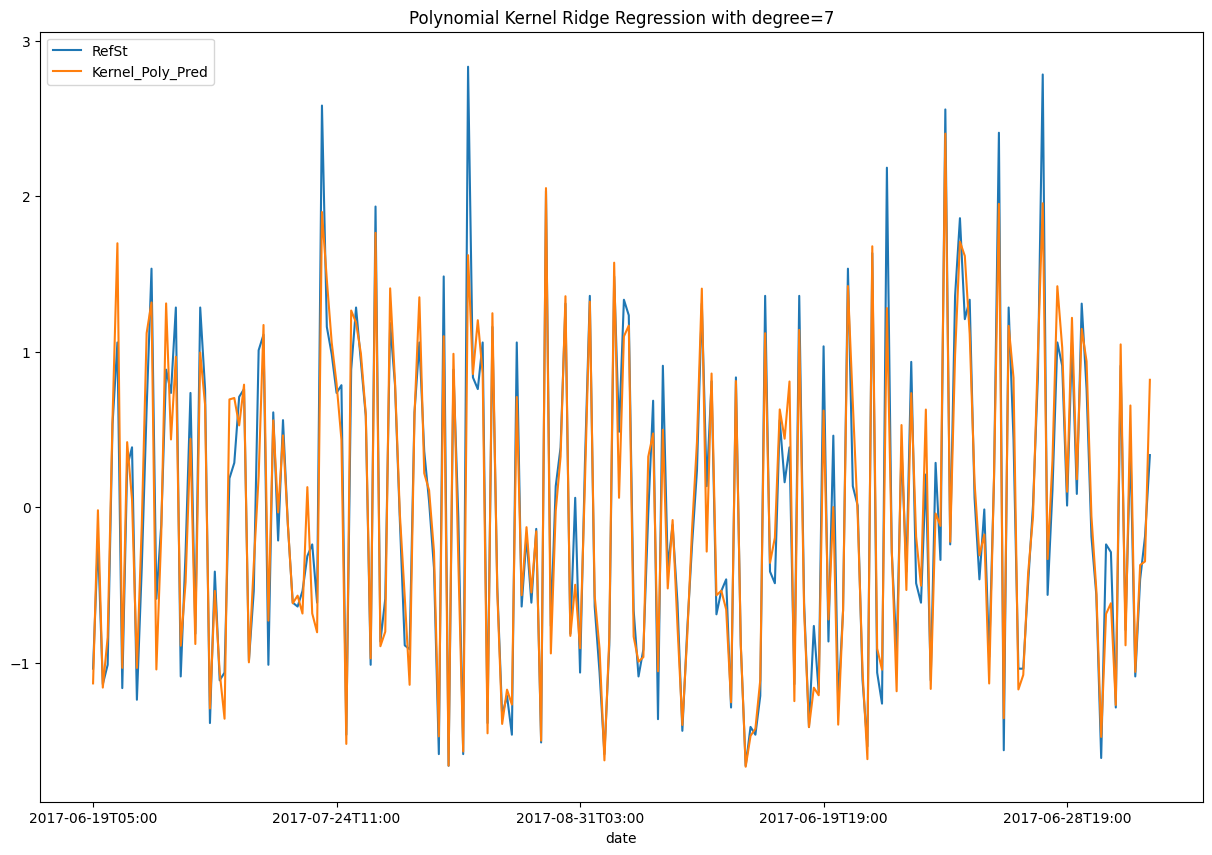 Polynomial Kernel Ridge Regression with degree=7
RefSt
Kernel_Poly_Pred
3
2
1
0
−1
2017-06-19T05:00 2017-07-24T11:00 2017-08-31T03:00 2017-06-19T19:00 2017-06-28T19:00
date